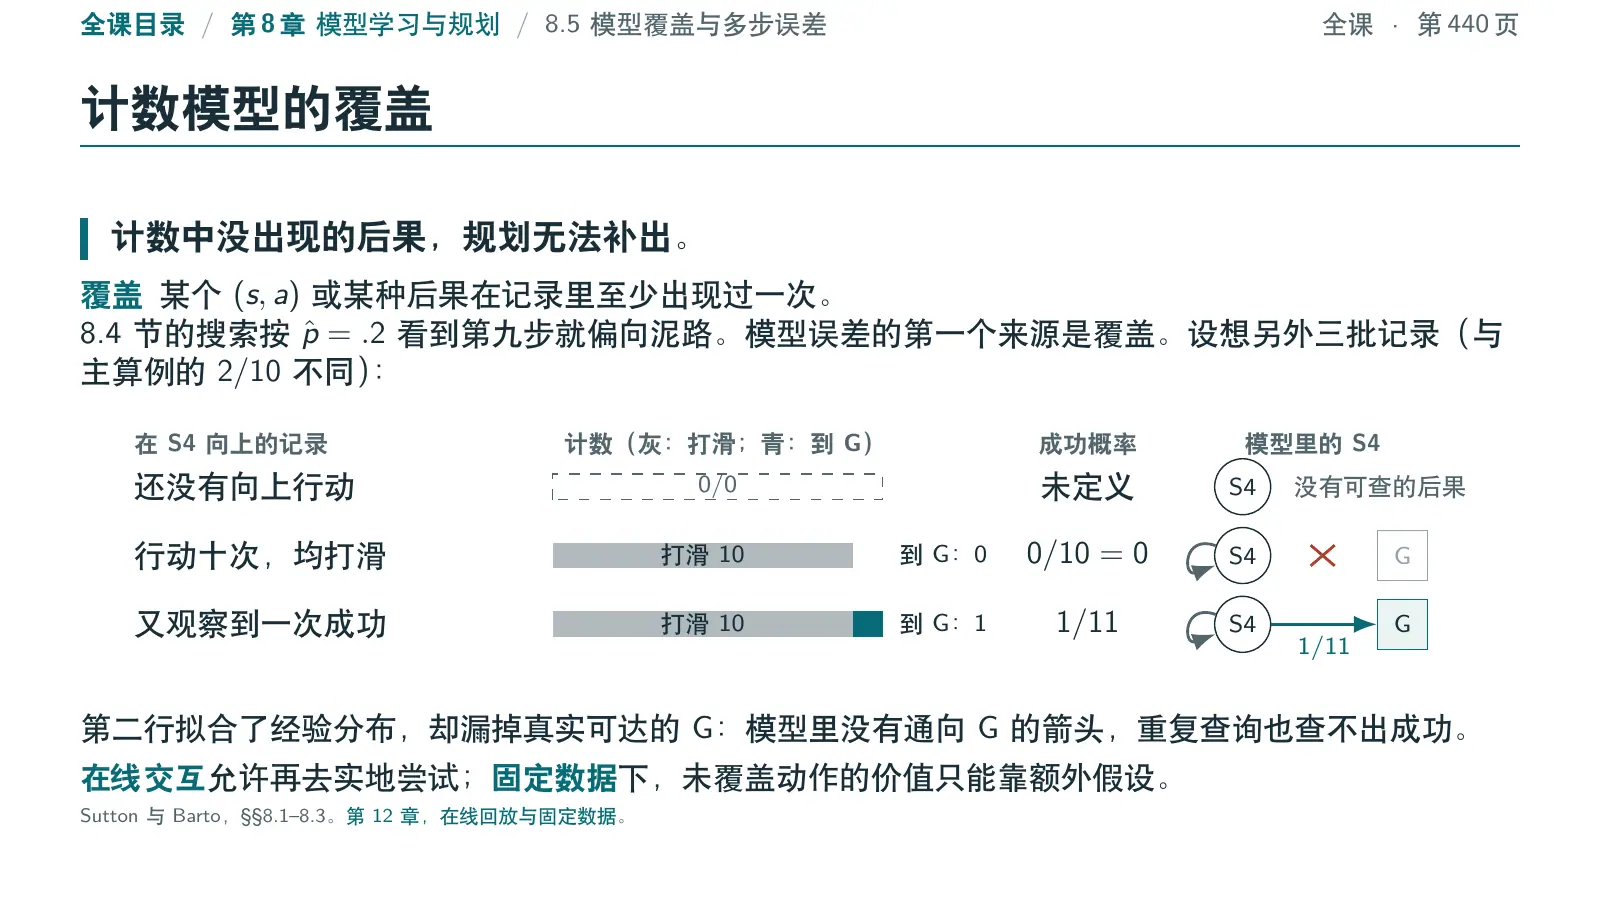 全课目录 / 第 8 章 模型学习与规划 / 8.5 模型覆盖与多步误差
全课 · 第 440 页
计数模型的覆盖
计数中没出现的后果，规划无法补出。
覆盖 某个 (s, a) 或某种后果在记录里至少出现过一次。
8.4 节的搜索按 p̂ = .2 看到第九步就偏向泥路。模型误差的第一个来源是覆盖。设想另外三批记录（与
主算例的 2/10 不同）：
在 S4 向上的记录 计数（灰：打滑；青：到 G） 成功概率 模型里的 S4
还没有向上行动 0/0 未定义 S4 没有可查的后果
行动十次，均打滑 打滑 10 到 G：0 0/10 = 0 S4 G
又观察到一次成功 打滑 10 到 G：1 1/11 S4 G
1/11
第二行拟合了经验分布，却漏掉真实可达的 G：模型里没有通向 G 的箭头，重复查询也查不出成功。
在线交互允许再去实地尝试；固定数据下，未覆盖动作的价值只能靠额外假设。
Sutton 与 Barto，§§8.1–8.3。第 12 章，在线回放与固定数据。